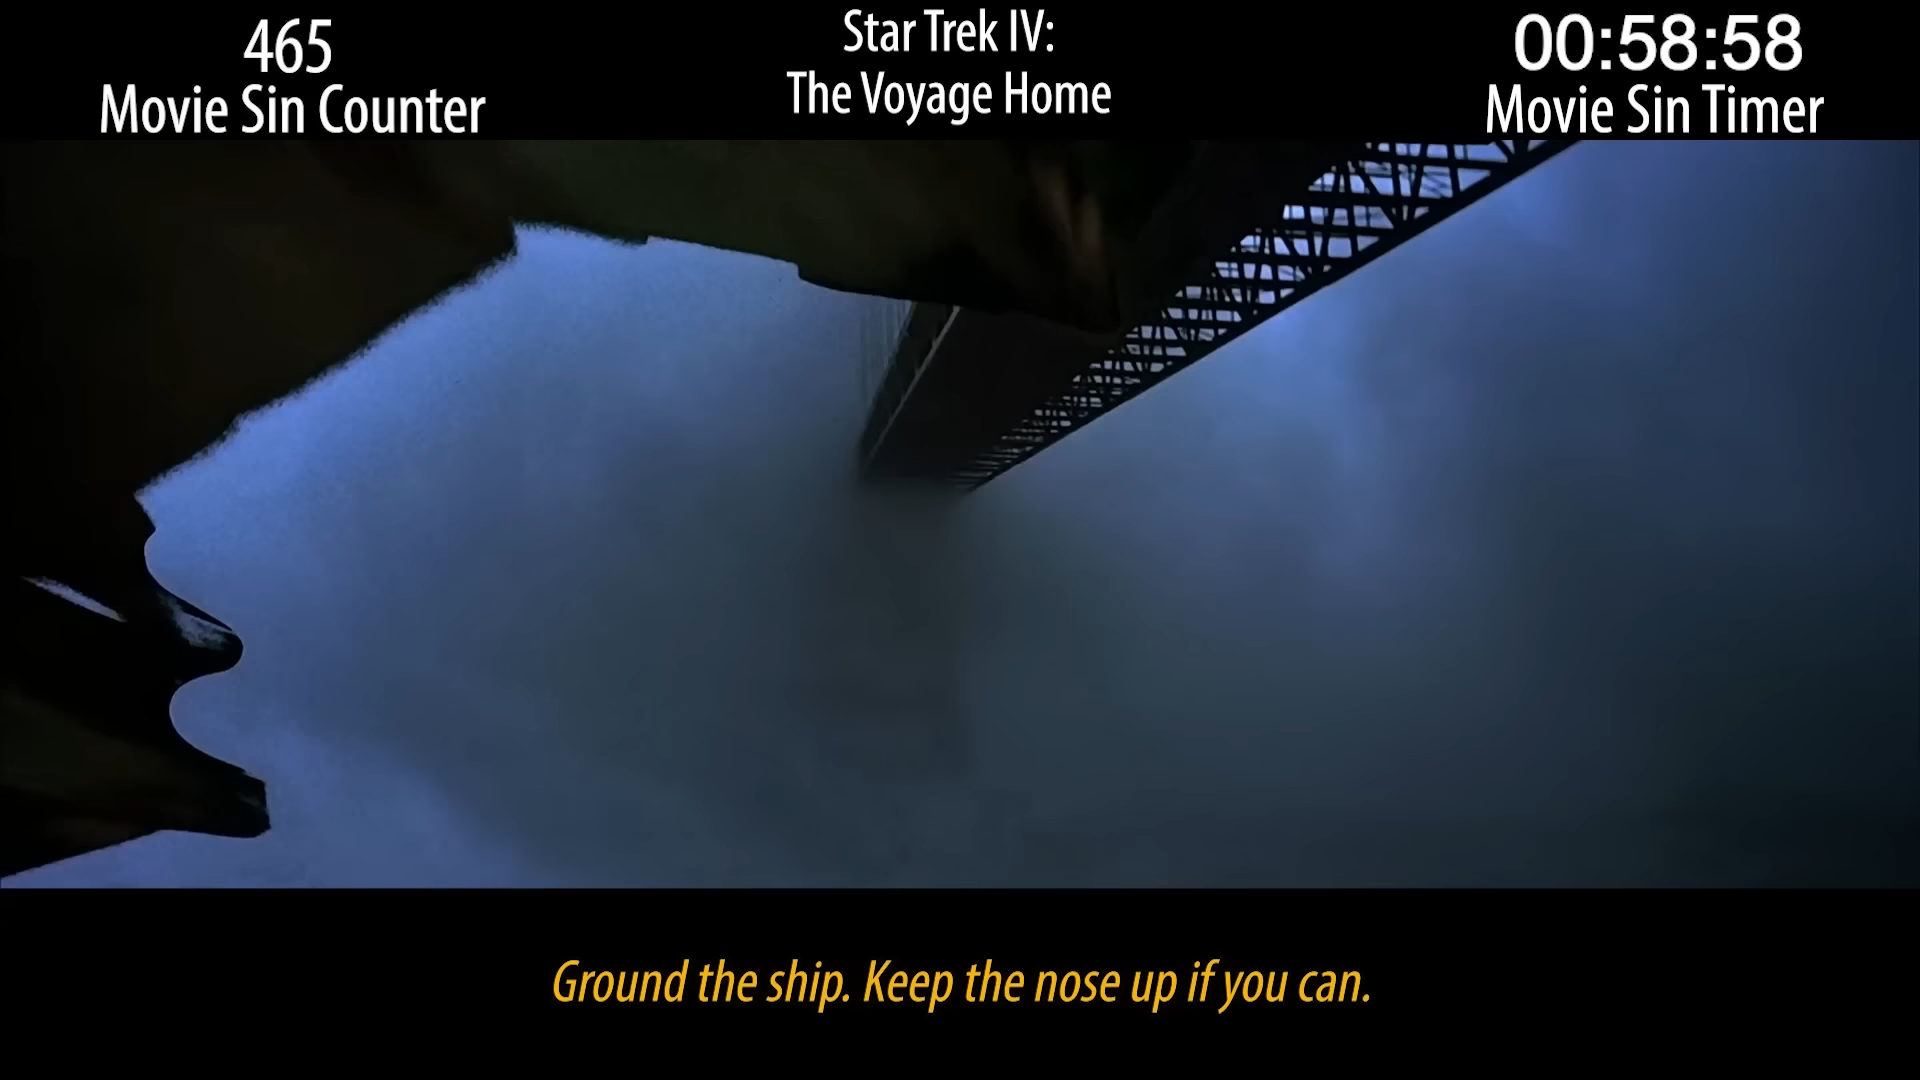 465
Movie Sin Counter
Star Trek IV:
The Voyage Home
00:58:58
Movie Sin Timer
Ground the ship. Keep the nose up if you can.